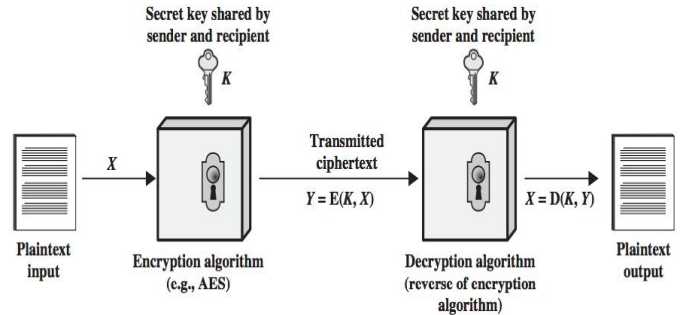 Secret key shared by
sender and recipient
K
Secret key shared by
sender and recipient
K
X
Transmitted
ciphertext
Y = E(K, X)
X = D(K, Y)
Plaintext
input
Encryption algorithm
(e.g., AES)
Decryption algorithm
(reverse of encryption
algorithm)
Plaintext
output